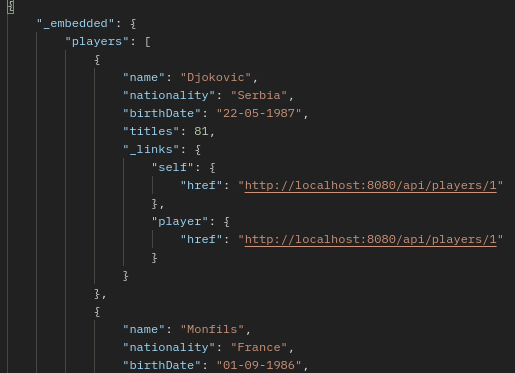 {
"_embedded": {
"players": [
{
"name": "Djokovic",
"nationality": "Serbia",
"birthDate": "22-05-1987",
"titles": 81,
"_links": {
"self": {
"href": "http://localhost:8080/api/players/1"
},
"player": {
"href": "http://localhost:8080/api/players/1"
}
}
},
{
"name": "Monfils",
"nationality": "France",
"birthDate": "01-09-1986",